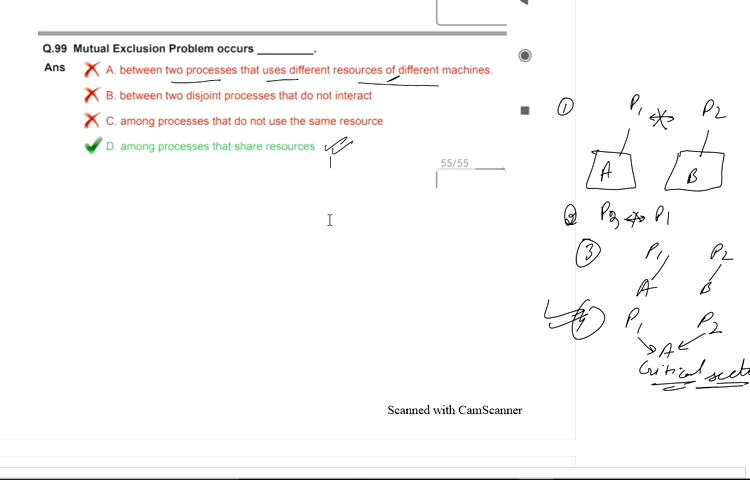 Q.99 Mutual Exclusion Problem occurs __________.
Ans A. between two processes that uses different resources of different machines.
B. between two disjoint processes that do not interact
C. among processes that do not use the same resource
D. among processes that share resources
55/55
1 P1 P2
A B
2 P2 P1
3 P1 P2
A B
4 P1 P2
A
Critical
Scanned with CamScanner